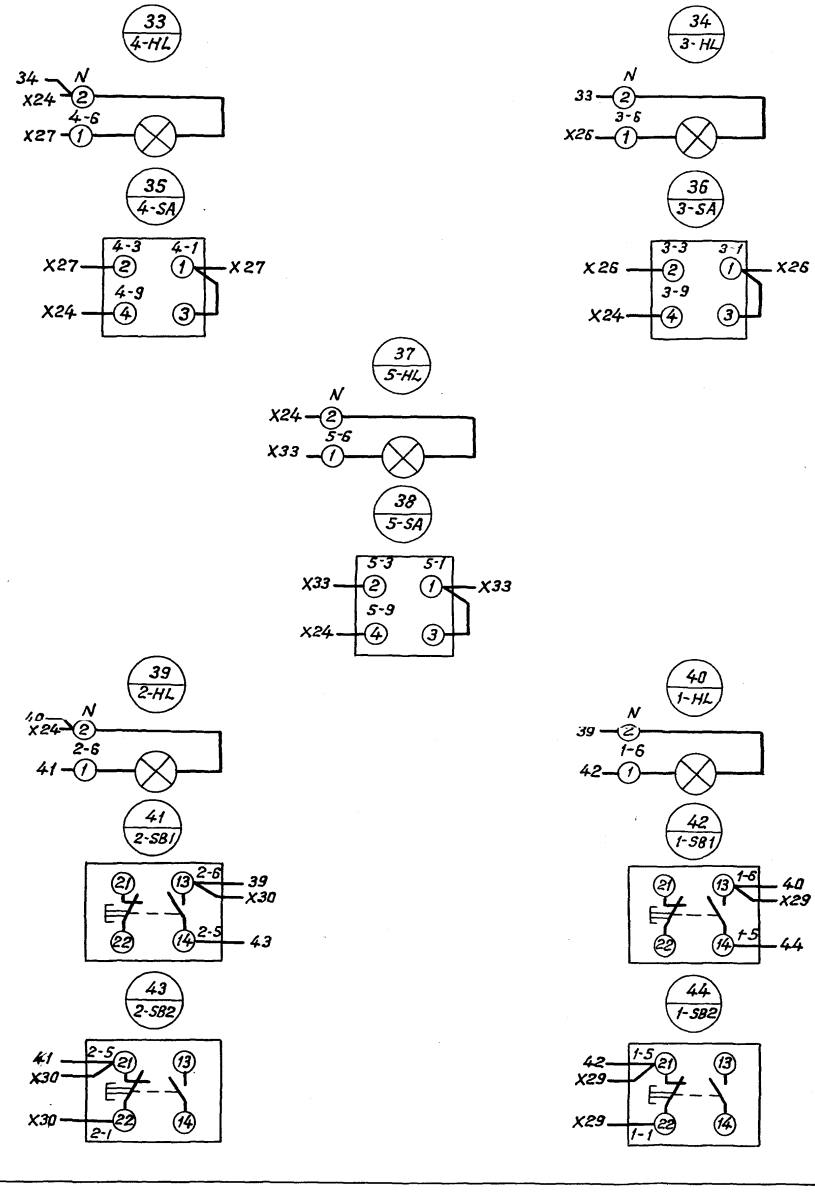 33
4-HL
34
3-HL
34
N
X24
2
4-6
X27
1
N
33
2
3-6
X26
1
35
4-SA
36
3-SA
4-3
4-1
X27
2
1
X27
4-9
X24
4
3
3-3
3-1
X26
2
1
X26
3-9
X24
4
3
37
5-HL
N
X24
2
5-6
X33
1
38
5-SA
5-3
5-1
X33
2
1
X33
5-9
X24
4
3
39
2-HL
40
1-HL
40
N
X24
2
2-6
41
1
N
39
2
1-6
42
1
41
2-SB1
42
1-SB1
21
13
2-6
39
X30
22
14
2-5
43
21
13
1-6
40
X29
22
14
1-5
44
43
2-SB2
44
1-SB2
41
2-5
21
13
X30
X30
22
14
2-1
42
1-5
21
13
X29
X29
22
14
1-1